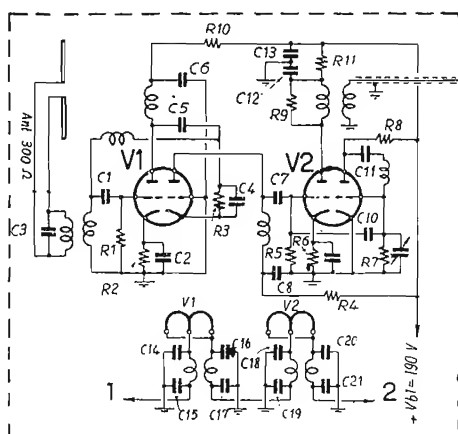 R10
C13
R11
C6
C12
R9
C5
Ant 300 Ω
V1
V2
R8
C11
C1
C7
C4
C3
R3
C10
R1
C2
R5
R6
R7
R2
C8
R4
V1
V2
C14
C16
C18
C20
C15
C17
C19
C21
1
2
+ V41=190 V